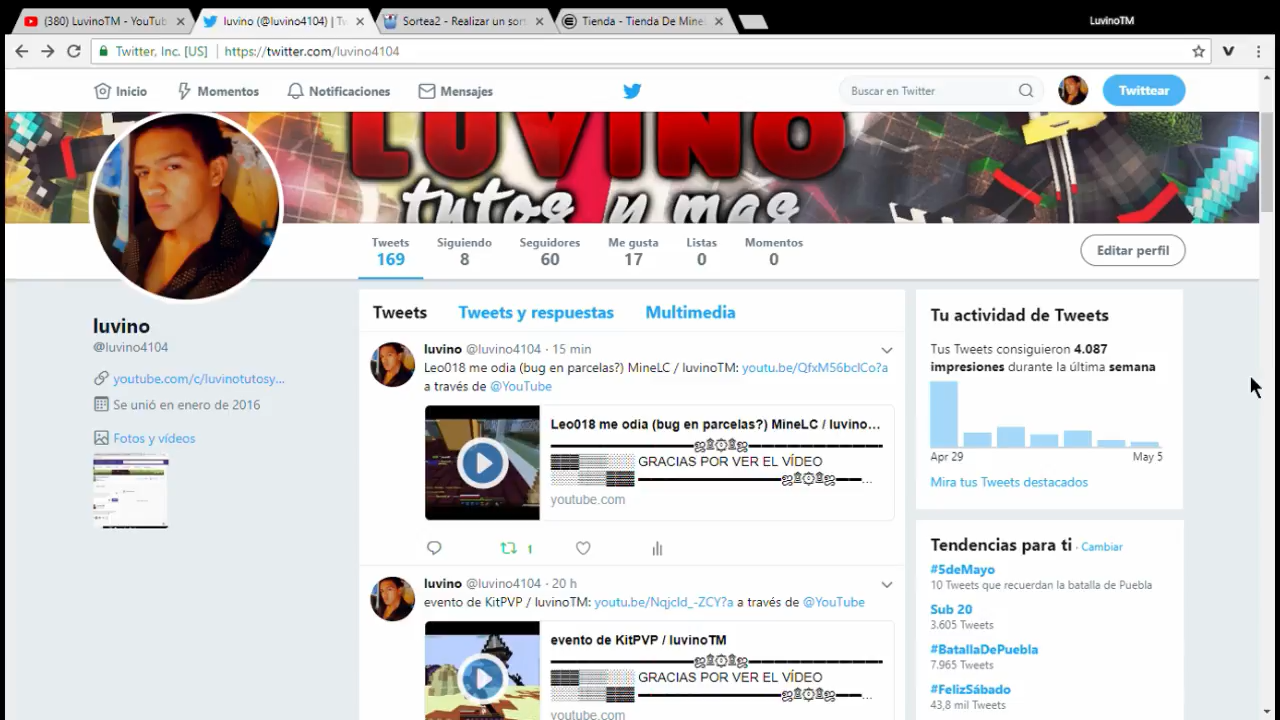 (380) LuvinoTM - YouTub
luvino (@luvino4104) | Tw
Sortea2 - Realizar un sort
Tienda - Tienda De Mine
LuvinoTM
Twitter, Inc. [US]
https://twitter.com/luvino4104
Inicio
Momentos
Notificaciones
Mensajes
Buscar en Twitter
Twittear
LUVINO
tutos y mas
Tweets
169
Siguiendo
8
Seguidores
60
Me gusta
17
Listas
0
Momentos
0
Editar perfil
luvino
@luvino4104
youtube.com/c/luvinotutosy...
Se unió en enero de 2016
Fotos y vídeos
Tweets
Tweets y respuestas
Multimedia
luvino @luvino4104 · 15 min
Leo018 me odia (bug en parcelas?) MineLC / luvinoTM: youtu.be/QfxM56bclCo?a
a través de @YouTube
Leo018 me odia (bug en parcelas?) MineLC / luvino...
GRACIAS POR VER EL VÍDEO
...
youtube.com
1
luvino @luvino4104 · 20 h
evento de KitPVP / luvinoTM: youtu.be/Nqjcld_-ZCY?a a través de @YouTube
evento de KitPVP / luvinoTM
GRACIAS POR VER EL VÍDEO
...
youtube.com
Tu actividad de Tweets
Tus Tweets consiguieron 4.087
impresiones durante la última semana
Apr 29
May 5
Mira tus Tweets destacados
Tendencias para ti · Cambiar
#5deMayo
10 Tweets que recuerdan la batalla de Puebla
Sub 20
3.605 Tweets
#BatallaDePuebla
7.965 Tweets
#FelizSábado
43,8 mil Tweets